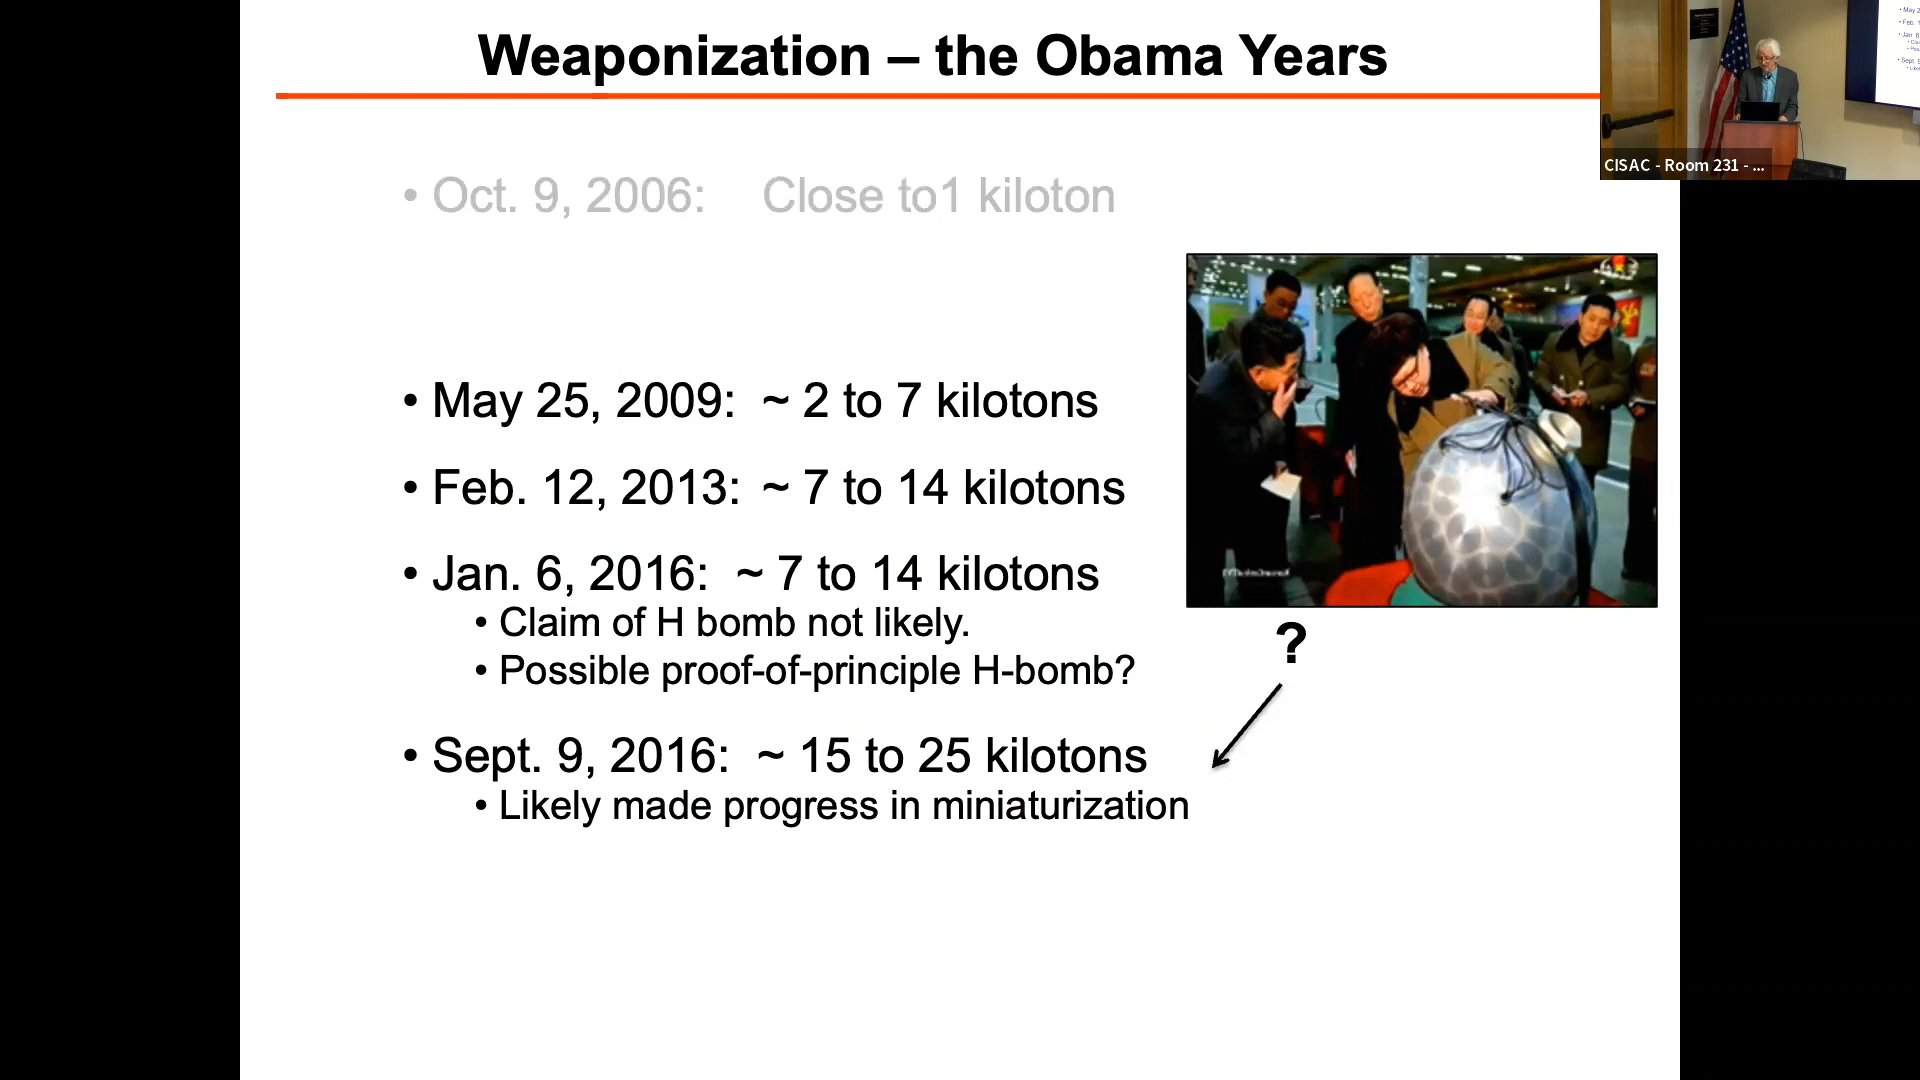 Weaponization – the Obama Years
• Oct. 9, 2006: Close to1 kiloton
• May 25, 2009: ~ 2 to 7 kilotons
• Feb. 12, 2013: ~ 7 to 14 kilotons
• Jan. 6, 2016: ~ 7 to 14 kilotons
• Claim of H bomb not likely.
• Possible proof-of-principle H-bomb?
?
• Sept. 9, 2016: ~ 15 to 25 kilotons
• Likely made progress in miniaturization
CISAC - Room 231 - ...